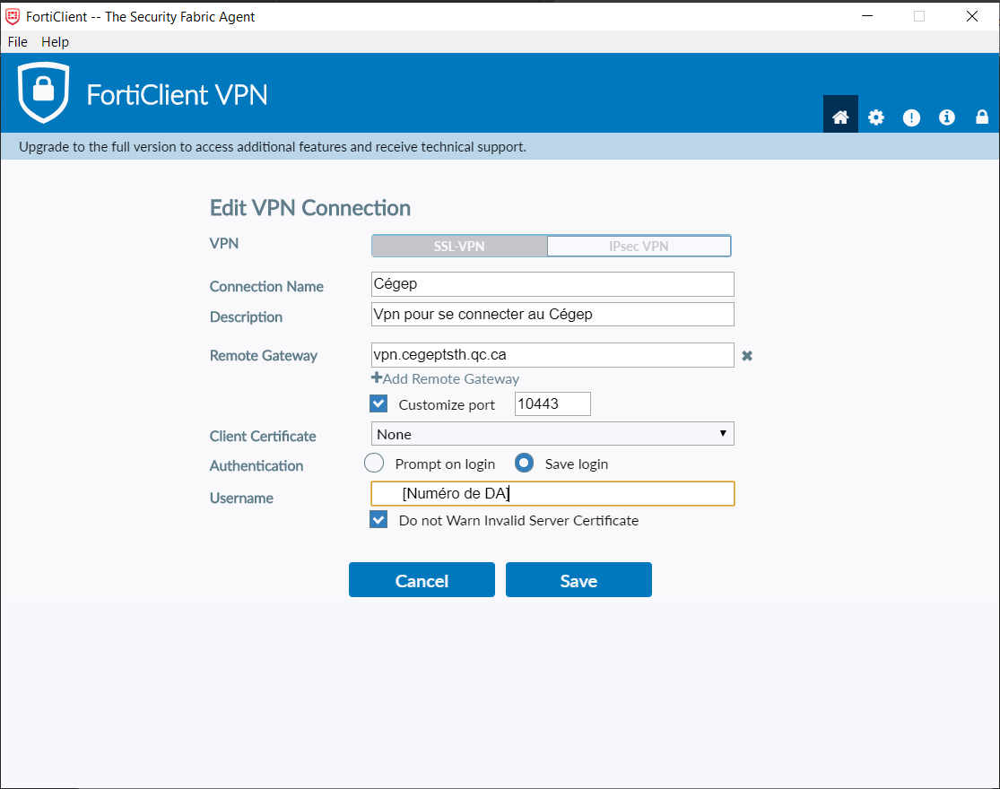 FortiClient -- The Security Fabric Agent
File Help
FortiClient VPN
Upgrade to the full version to access additional features and receive technical support.
Edit VPN Connection
VPN SSL-VPN IPsec VPN
Connection Name Cégep
Description Vpn pour se connecter au Cégep
Remote Gateway vpn.cegeptsth.qc.ca
Add Remote Gateway
Customize port 10443
Client Certificate None
Authentication Prompt on login Save login
Username [Numéro de DA]
Do not Warn Invalid Server Certificate
Cancel Save